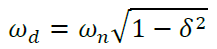 ω_d = ω_n√(1 − δ²)